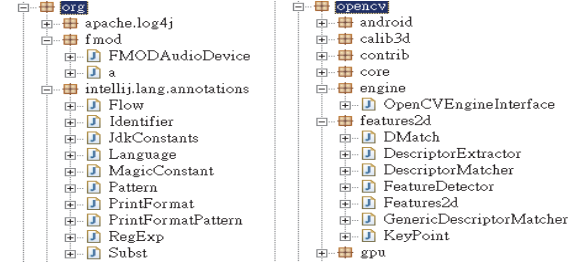 org
apache.log4j
fmod
FMODAudioDevice
a
intellij.lang.annotations
Flow
Identifier
JdkConstants
Language
MagicConstant
Pattern
PrintFormat
PrintFormatPattern
RegExp
Subst
opencv
android
calib3d
contrib
core
engine
OpenCVEngineInterface
features2d
DMatch
DescriptorExtractor
DescriptorMatcher
FeatureDetector
Features2d
GenericDescriptorMatcher
KeyPoint
gpu